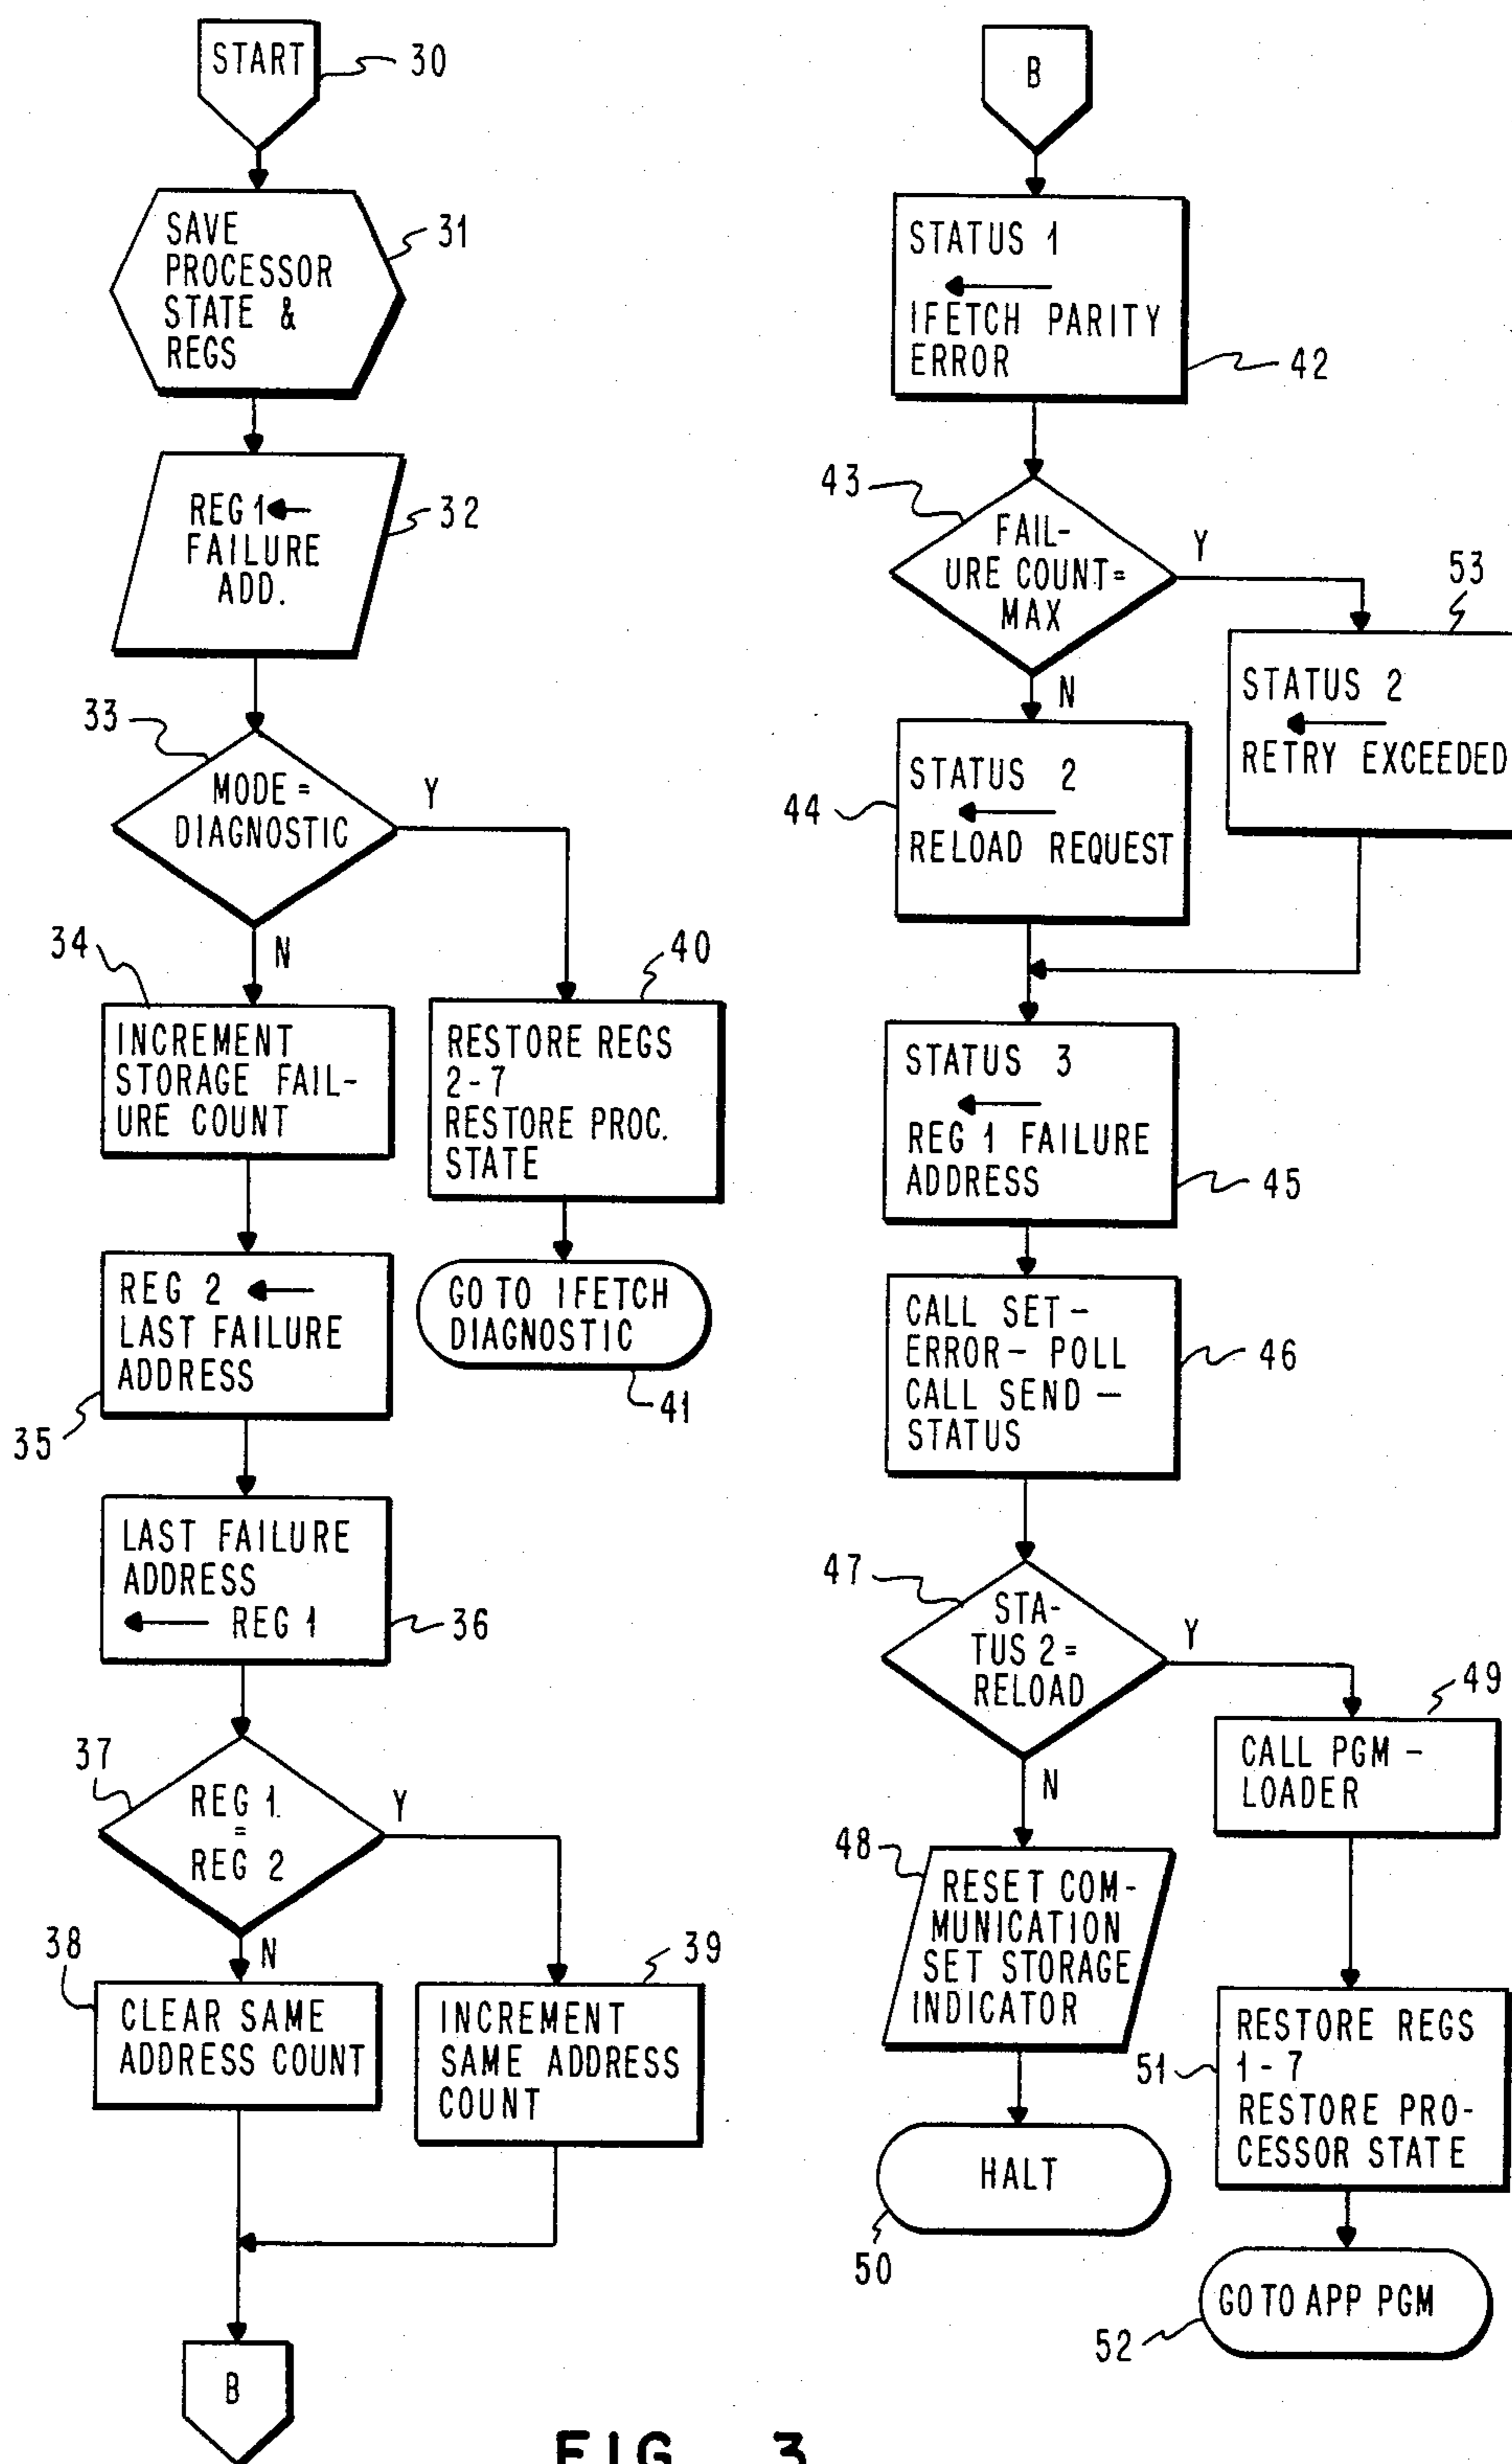 START
30
SAVE
PROCESSOR
STATE &
REGS
31
REG 1 ←
FAILURE
ADD.
32
33
MODE =
DIAGNOSTIC
Y
N
34
INCREMENT
STORAGE FAIL-
URE COUNT
40
RESTORE REGS
2-7
RESTORE PROC.
STATE
REG 2 ←
LAST FAILURE
ADDRESS
35
GO TO IFETCH
DIAGNOSTIC
41
LAST FAILURE
ADDRESS
← REG 1
36
37
REG 1
=
REG 2
Y
N
38
CLEAR SAME
ADDRESS COUNT
39
INCREMENT
SAME ADDRESS
COUNT
B
B
STATUS 1
←
IFETCH PARITY
ERROR
42
43
FAIL-
URE COUNT=
MAX
Y
N
53
STATUS 2
←
RETRY EXCEEDED
44
STATUS 2
←
RELOAD REQUEST
STATUS 3
←
REG 1 FAILURE
ADDRESS
45
CALL SET-
ERROR- POLL
CALL SEND-
STATUS
46
47
STA-
TUS 2=
RELOAD
Y
N
49
CALL PGM-
LOADER
48
RESET COM-
MUNICATION
SET STORAGE
INDICATOR
51
RESTORE REGS
1-7
RESTORE PRO-
CESSOR STATE
HALT
50
GO TO APP PGM
52
FIG. 3